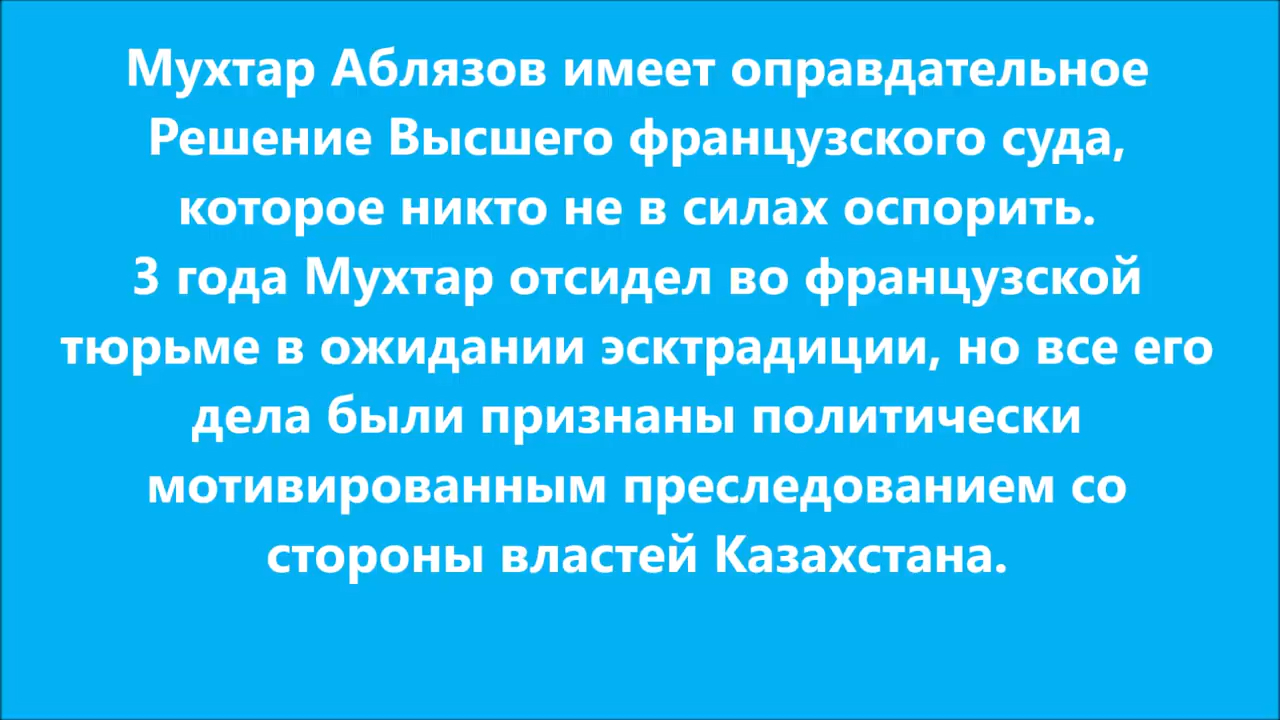 Мухтар Аблязов имеет оправдательное
Решение Высшего французского суда,
которое никто не в силах оспорить.
3 года Мухтар отсидел во французской
тюрьме в ожидании эсктрадиции, но все его
дела были признаны политически
мотивированным преследованием со
стороны властей Казахстана.